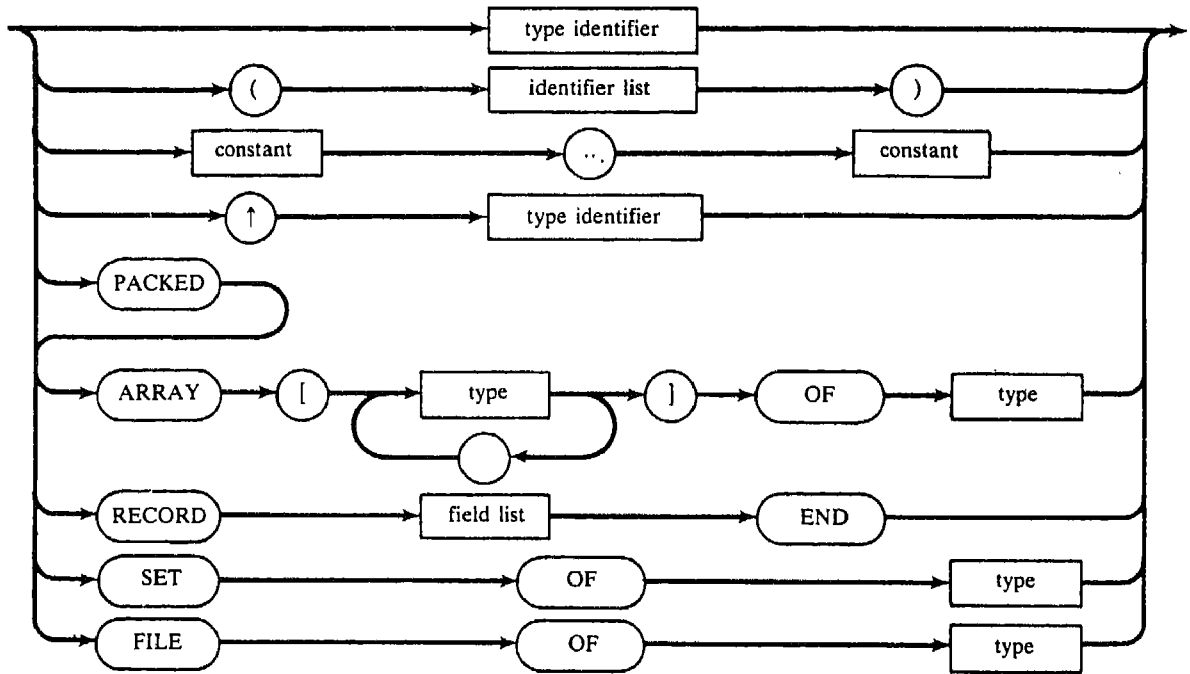 type identifier
( identifier list )
constant .. constant
↑ type identifier
PACKED
ARRAY [ type ] OF type
RECORD field list END
SET OF type
FILE OF type